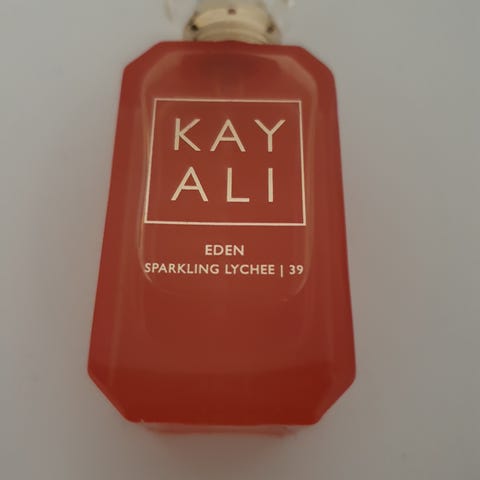 KAY
ALI
EDEN
SPARKLING LYCHEE | 39